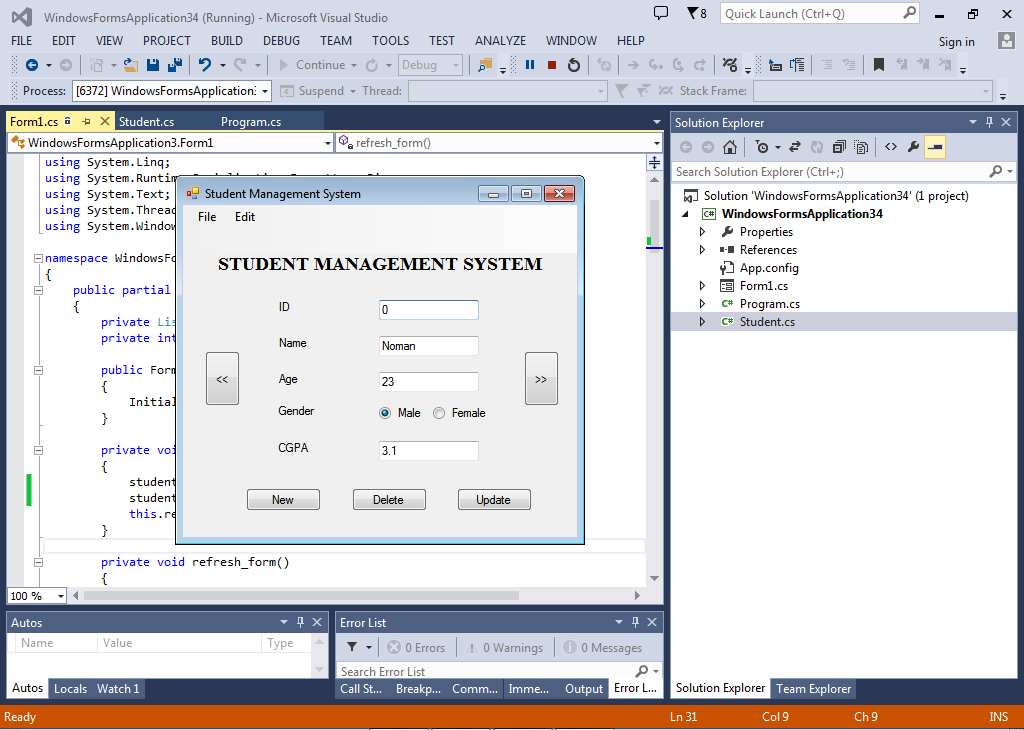 WindowsFormsApplication34 (Running) - Microsoft Visual Studio
8
Quick Launch (Ctrl+Q)
FILE EDIT VIEW PROJECT BUILD DEBUG TEAM TOOLS TEST ANALYZE WINDOW HELP
Sign in
Continue
Debug
Process: [6372] WindowsFormsApplication
Suspend
Thread:
Stack Frame:
Form1.cs
Student.cs
Program.cs
WindowsFormsApplication3.Form1
refresh_form()
using System.Linq;
using System.Runtim
using System.Text;
using System.Thread
using System.Window
namespace WindowsFo
{
public partial
{
private Lis
private int
public Form
{
Initial
}
private voi
{
student
student
this.re
}
private void refresh_form()
{
100 %
Student Management System
File Edit
STUDENT MANAGEMENT SYSTEM
ID 0
Name Noman
Age 23
Gender Male Female
CGPA 3.1
<<
>>
New Delete Update
Solution Explorer
Search Solution Explorer (Ctrl+;)
Solution 'WindowsFormsApplication34' (1 project)
C# WindowsFormsApplication34
Properties
References
App.config
Form1.cs
C# Program.cs
C# Student.cs
Autos
Name Value Type
Autos Locals Watch 1
Error List
0 Errors 0 Warnings 0 Messages
Search Error List
Call St... Breakp... Comm... Imme... Output Error L...
Solution Explorer Team Explorer
Ready
Ln 31 Col 9 Ch 9 INS